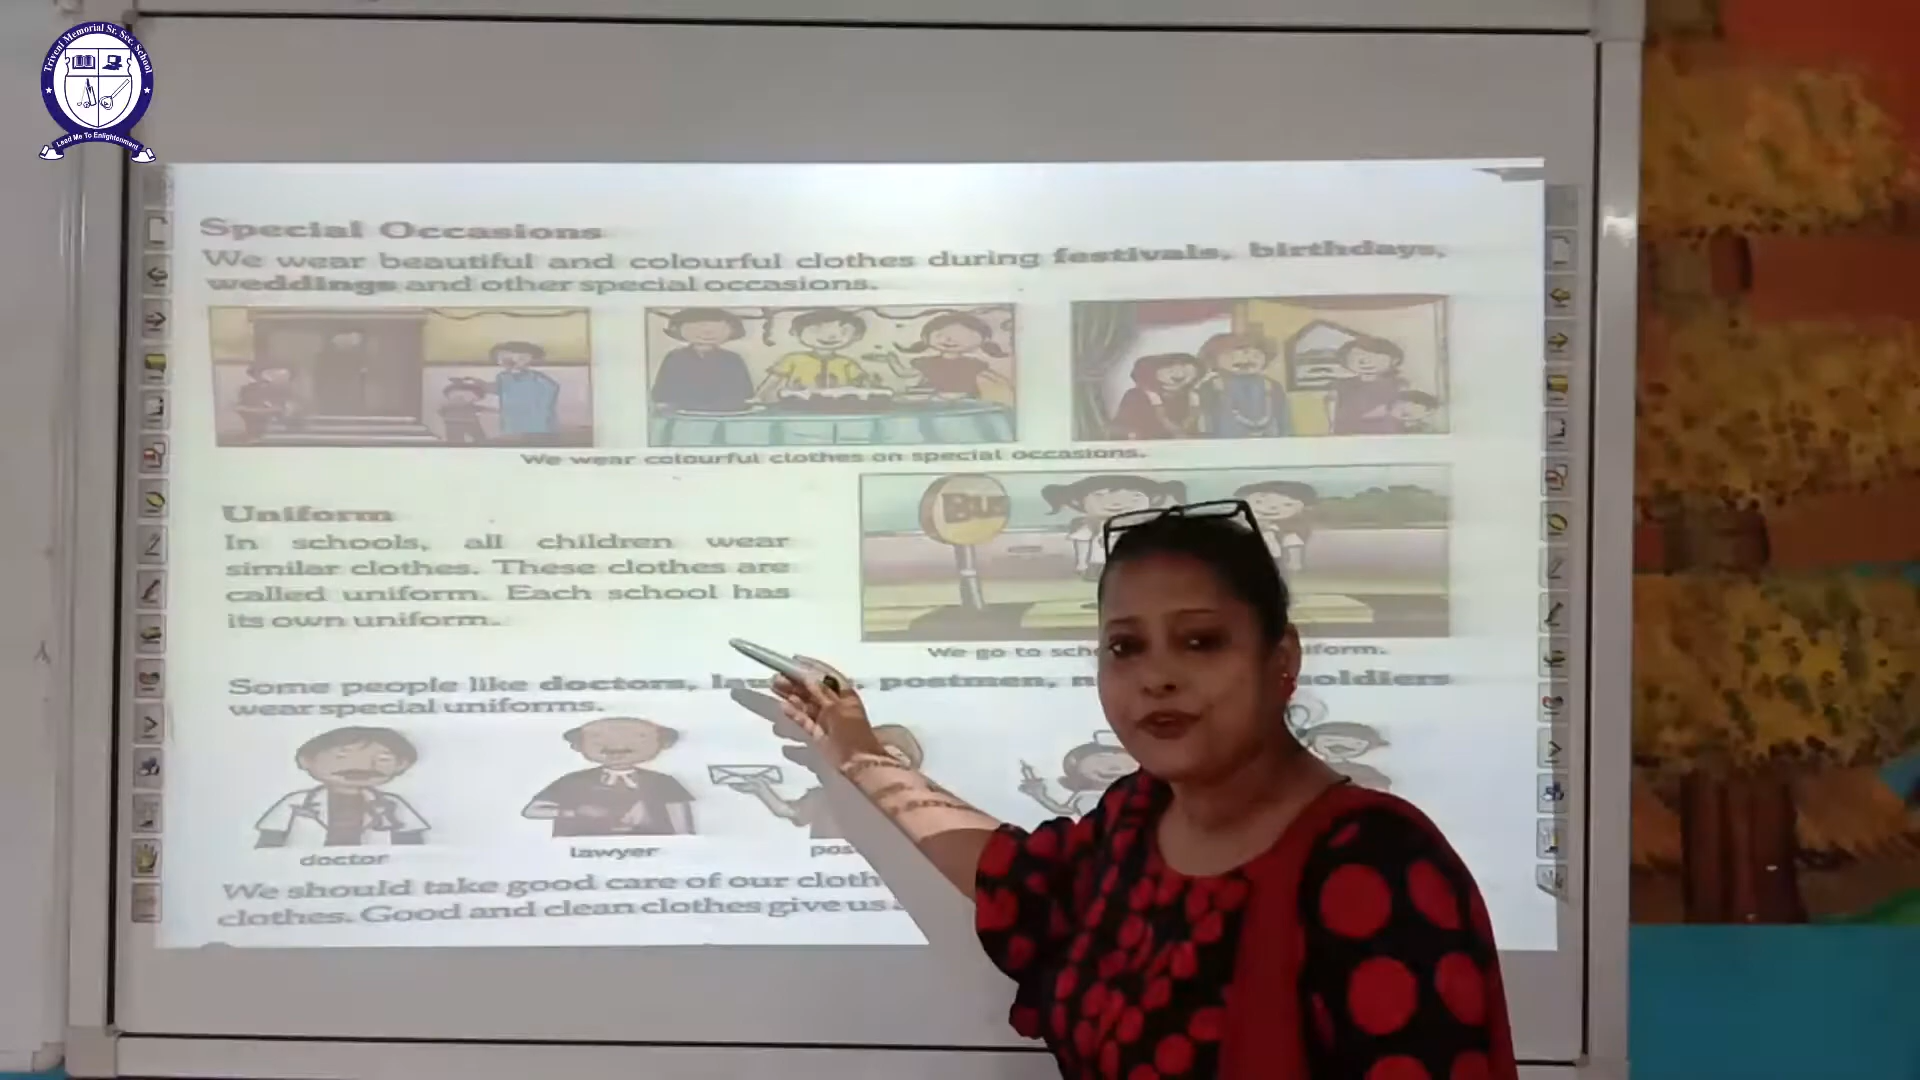 Triveni Memorial Sr. Sec. School
Lead Me To Enlightenment
Special Occasions
We wear beautiful and colourful clothes during festivals, birthdays,
weddings and other special occasions.
We wear colourful clothes on special occasions.
Bus
Uniform
In schools, all children wear
similar clothes. These clothes are
called uniform. Each school has
its own uniform.
We go to
Some people like doctors, postmen, soldiers
wear special uniforms.
doctor lawyer
We should take good care of our
clothes. Good and clean clothes give us